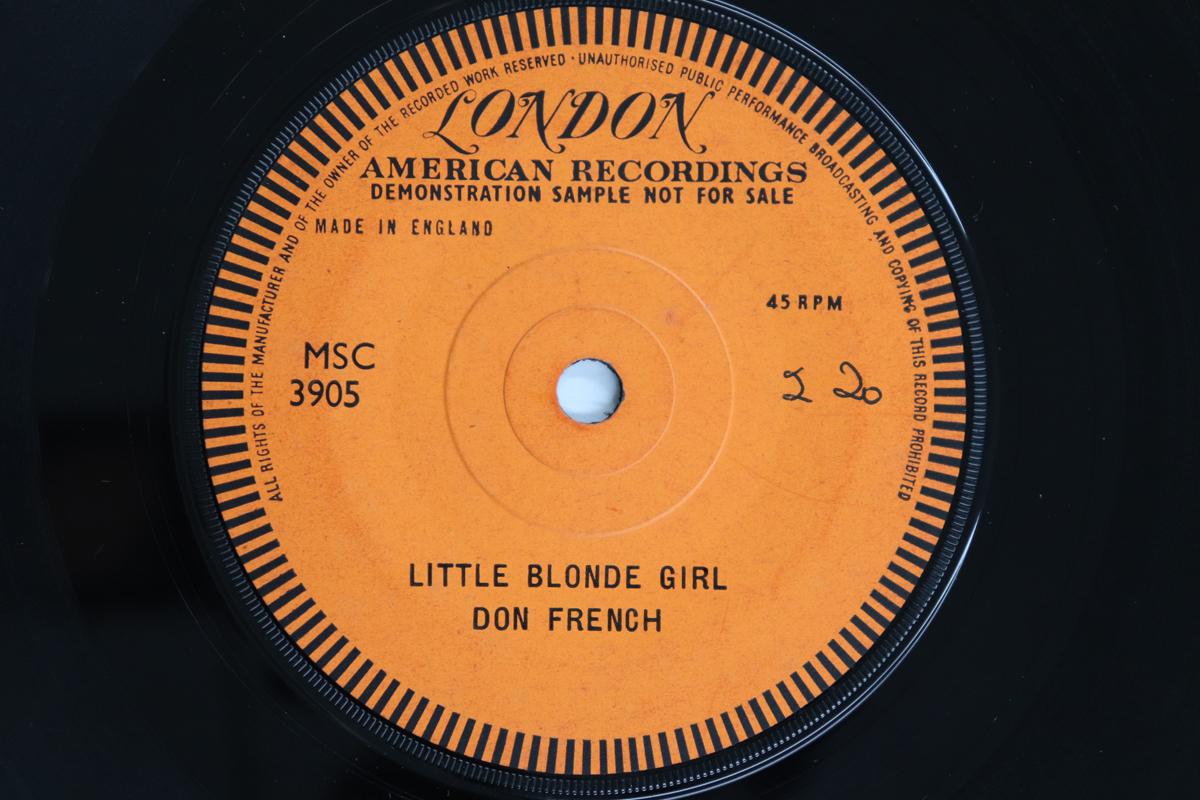 ALL RIGHTS OF THE MANUFACTURER AND OF THE OWNER OF THE RECORDED WORK RESERVED · UNAUTHORISED PUBLIC PERFORMANCE BROADCASTING AND COPYING OF THIS RECORD PROHIBITED
LONDON
AMERICAN RECORDINGS
DEMONSTRATION SAMPLE NOT FOR SALE
MADE IN ENGLAND
45 RPM
MSC
3905
2 20
LITTLE BLONDE GIRL
DON FRENCH